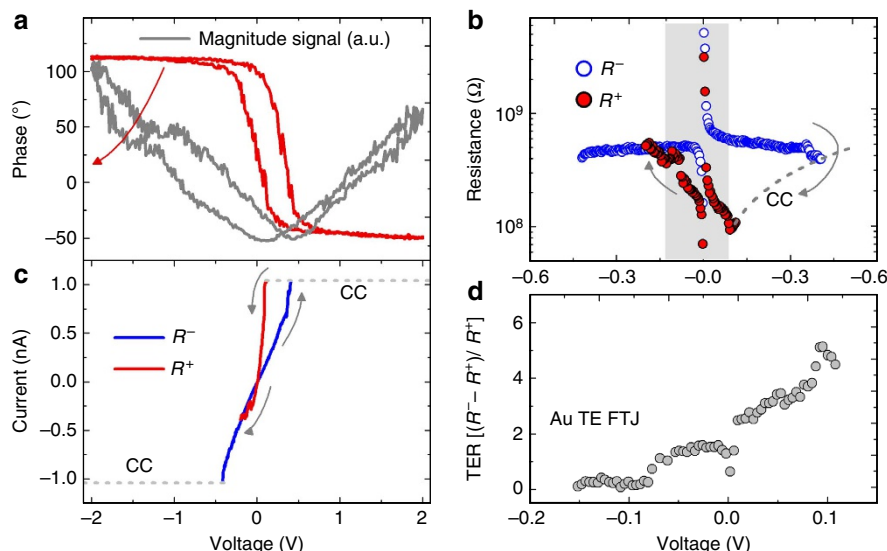 a
Magnitude signal (a.u.)
Phase (°)
100
50
0
−50
b
Resistance (Ω)
10⁹
10⁸
R⁻
R⁺
CC
−0.6
−0.3
−0.0
−0.3
−0.6
c
Current (nA)
1.0
0.5
0.0
−0.5
−1.0
CC
R⁻
R⁺
CC
−2
−1
0
1
2
Voltage (V)
d
TER [(R⁻− R⁺)/ R⁺]
6
4
2
0
Au TE FTJ
−0.2
−0.1
0.0
0.1
Voltage (V)